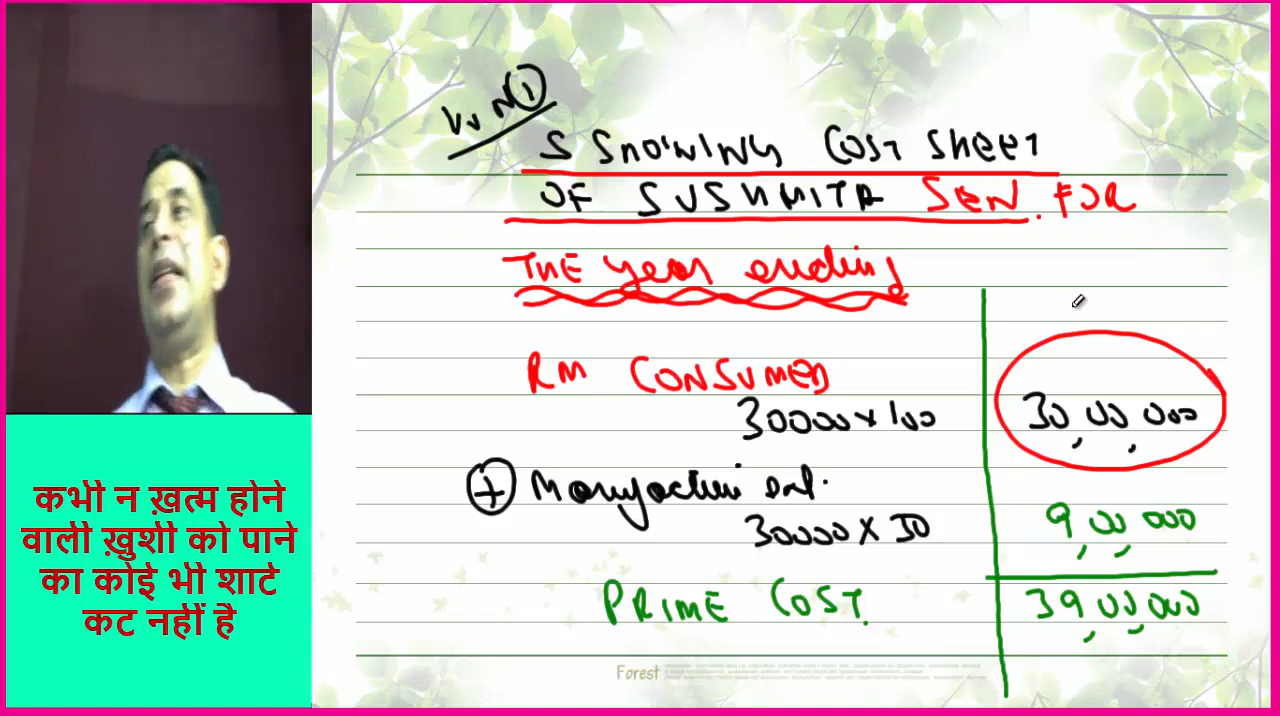 W N ①
S SHOWING COST SHEET
OF SUSHMITA SEN. FOR
THE year ending
RM CONSUMED
30000 x 100 30,00,000
+
30000 X 30 9,00,000
PRIME COST. 39,00,000
Forest
कभी न ख़त्म होने
वाली ख़ुशी को पाने
का कोई भी शार्ट
कट नहीं है